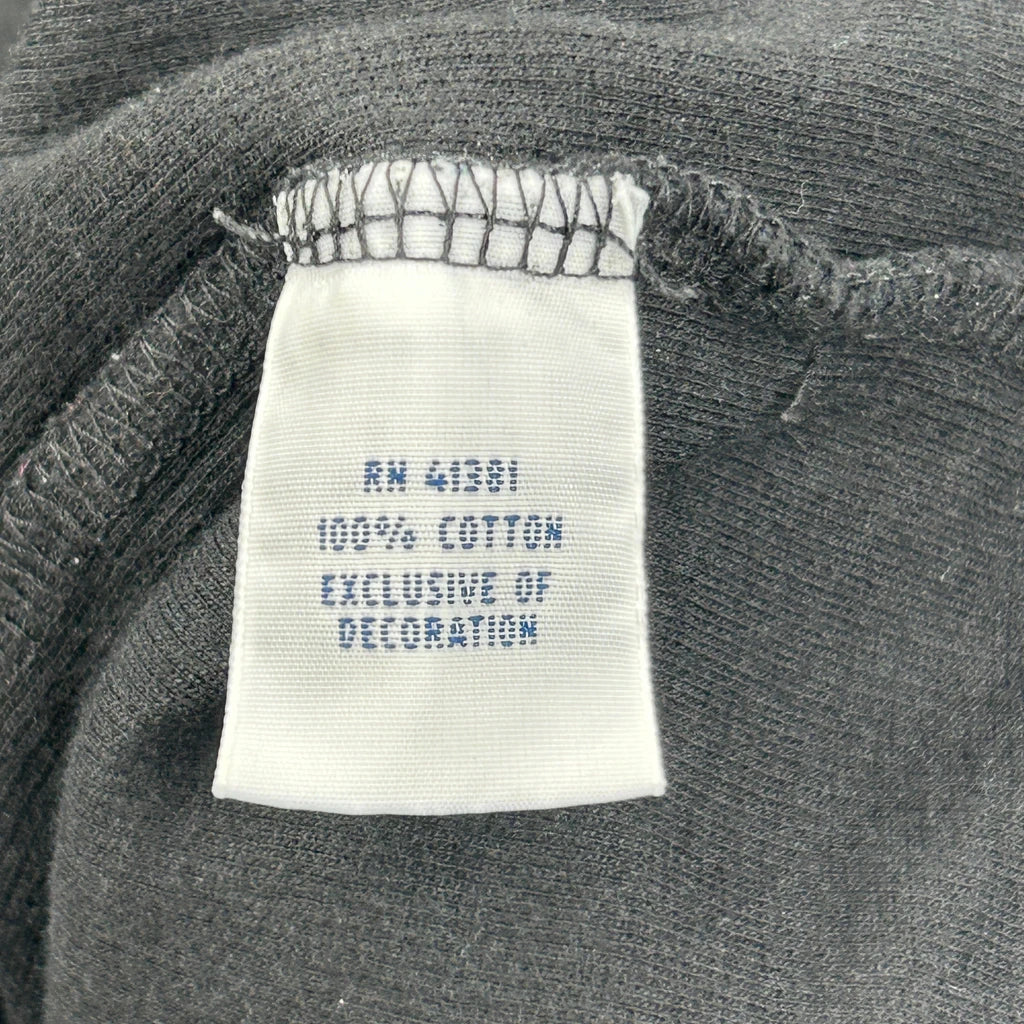 RN 41381
100% COTTON
EXCLUSIVE OF
DECORATION